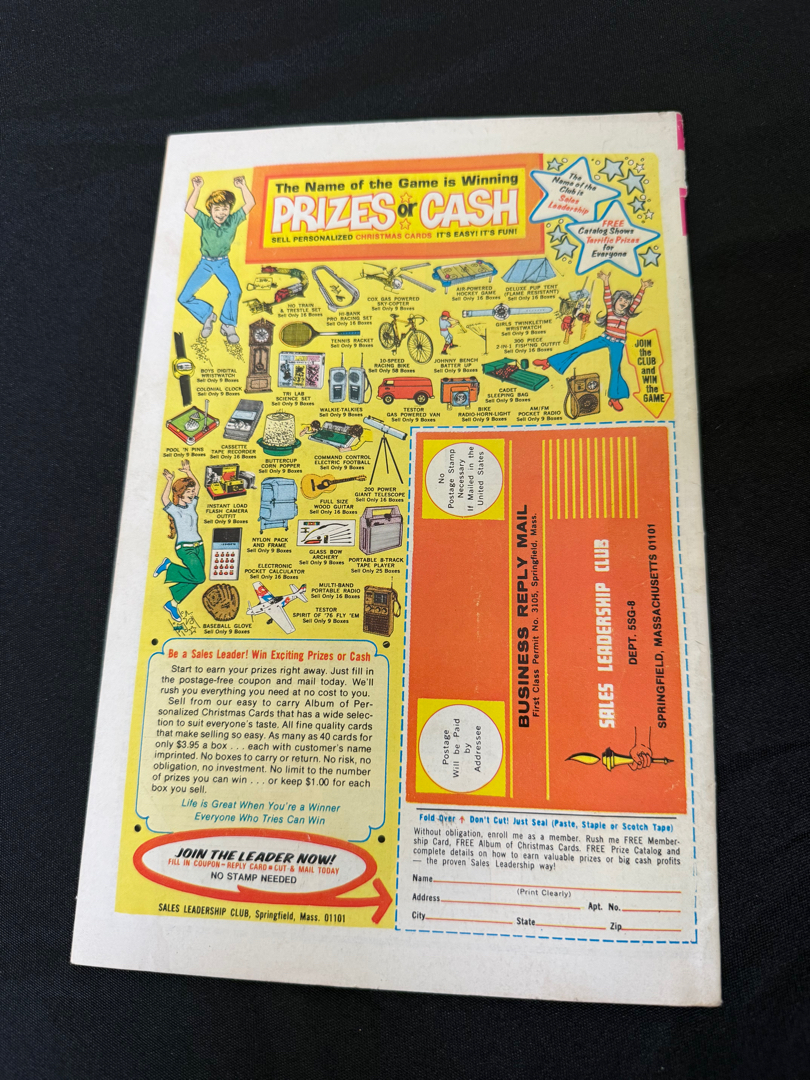 The Name of the Game is Winning
PRIZES or CASH
SELL PERSONALIZED CHRISTMAS CARDS IT'S EASY! IT'S FUN!
The
Name of the
Club is
Sales
Leadership
FREE
Catalog Shows
Terrific Prizes
for
Everyone
HO TRAIN
& TRESTLE SET
Sell Only 16 Boxes
HI-BANK
PRO RACING SET
Sell Only 16 Boxes
COX GAS POWERED
SKY-COPTER
Sell Only 9 Boxes
AIR-POWERED
HOCKEY GAME
Sell Only 16 Boxes
DELUXE PUP TENT
(FLAME RESISTANT)
Sell Only 16 Boxes
GIRLS TWINKLETIME
WRISTWATCH
Sell Only 9 Boxes
TENNIS RACKET
Sell Only 9 Boxes
300 PIECE
2-IN-1 FISHING OUTFIT
Sell Only 16 Boxes
JOIN
the
CLUB
and
WIN
the
GAME
BOYS DIGITAL
WRISTWATCH
Sell Only 9 Boxes
COLONIAL CLOCK
Sell Only 9 Boxes
TRI LAB
SCIENCE SET
Sell Only 9 Boxes
WALKIE-TALKIES
Sell Only 9 Boxes
10-SPEED
RACING BIKE
Sell Only 58 Boxes
JOHNNY BENCH
BATTER UP
Sell Only 9 Boxes
CADET
SLEEPING BAG
Sell Only 9 Boxes
TESTOR
GAS POWERED VAN
Sell Only 9 Boxes
BIKE
RADIO-HORN-LIGHT
Sell Only 9 Boxes
AM/FM
POCKET RADIO
Sell Only 9 Boxes
POOL 'N PINS
Sell Only 9 Boxes
CASSETTE
TAPE RECORDER
Sell Only 16 Boxes
BUTTERCUP
CORN POPPER
Sell Only 9 Boxes
COMMAND CONTROL
ELECTRIC FOOTBALL
Sell Only 9 Boxes
200 POWER
GIANT TELESCOPE
Sell Only 16 Boxes
INSTANT LOAD
FLASH CAMERA
OUTFIT
Sell Only 9 Boxes
FULL SIZE
WOOD GUITAR
Sell Only 16 Boxes
NYLON PACK
AND FRAME
Sell Only 9 Boxes
GLASS BOW
ARCHERY
Sell Only 9 Boxes
PORTABLE 8-TRACK
TAPE PLAYER
Sell Only 25 Boxes
ELECTRONIC
POCKET CALCULATOR
Sell Only 16 Boxes
MULTI-BAND
PORTABLE RADIO
Sell Only 16 Boxes
BASEBALL GLOVE
Sell Only 9 Boxes
TESTOR
SPIRIT OF '76 FLY 'EM
Sell Only 9 Boxes
Be a Sales Leader! Win Exciting Prizes or Cash
Start to earn your prizes right away. Just fill in
the postage-free coupon and mail today. We'll
rush you everything you need at no cost to you.
Sell from our easy to carry Album of Per-
sonalized Christmas Cards that has a wide selec-
tion to suit everyone's taste. All fine quality cards
that make selling so easy. As many as 40 cards for
only $3.95 a box . . . each with customer's name
imprinted. No boxes to carry or return. No risk, no
obligation, no investment. No limit to the number
of prizes you can win . . . or keep $1.00 for each
box you sell.
Life is Great When You're a Winner
Everyone Who Tries Can Win
JOIN THE LEADER NOW!
FILL IN COUPON - REPLY CARD • CUT & MAIL TODAY
NO STAMP NEEDED
SALES LEADERSHIP CLUB, Springfield, Mass. 01101
No
Postage Stamp
Necessary
If Mailed in the
United States
BUSINESS REPLY MAIL
First Class Permit No. 3105, Springfield, Mass.
Postage
Will be Paid
by
Addressee
SALES LEADERSHIP CLUB
DEPT. 5SG-8
SPRINGFIELD, MASSACHUSETTS 01101
Fold Over ↑ Don't Cut! Just Seal (Paste, Staple or Scotch Tape)
Without obligation, enroll me as a member. Rush me FREE Member-
ship Card, FREE Album of Christmas Cards. FREE Prize Catalog and
complete details on how to earn valuable prizes or big cash profits
— the proven Sales Leadership way!
Name
(Print Clearly)
Address Apt. No.
City State Zip